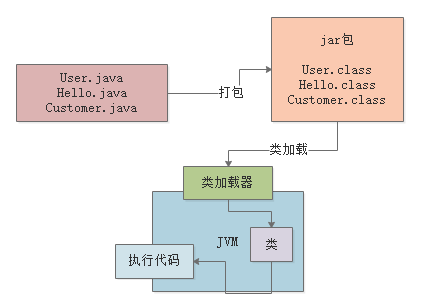 User.java
Hello.java
Customer.java
打包
jar包
User.class
Hello.class
Customer.class
类加载
类加载器
JVM
类
执行代码